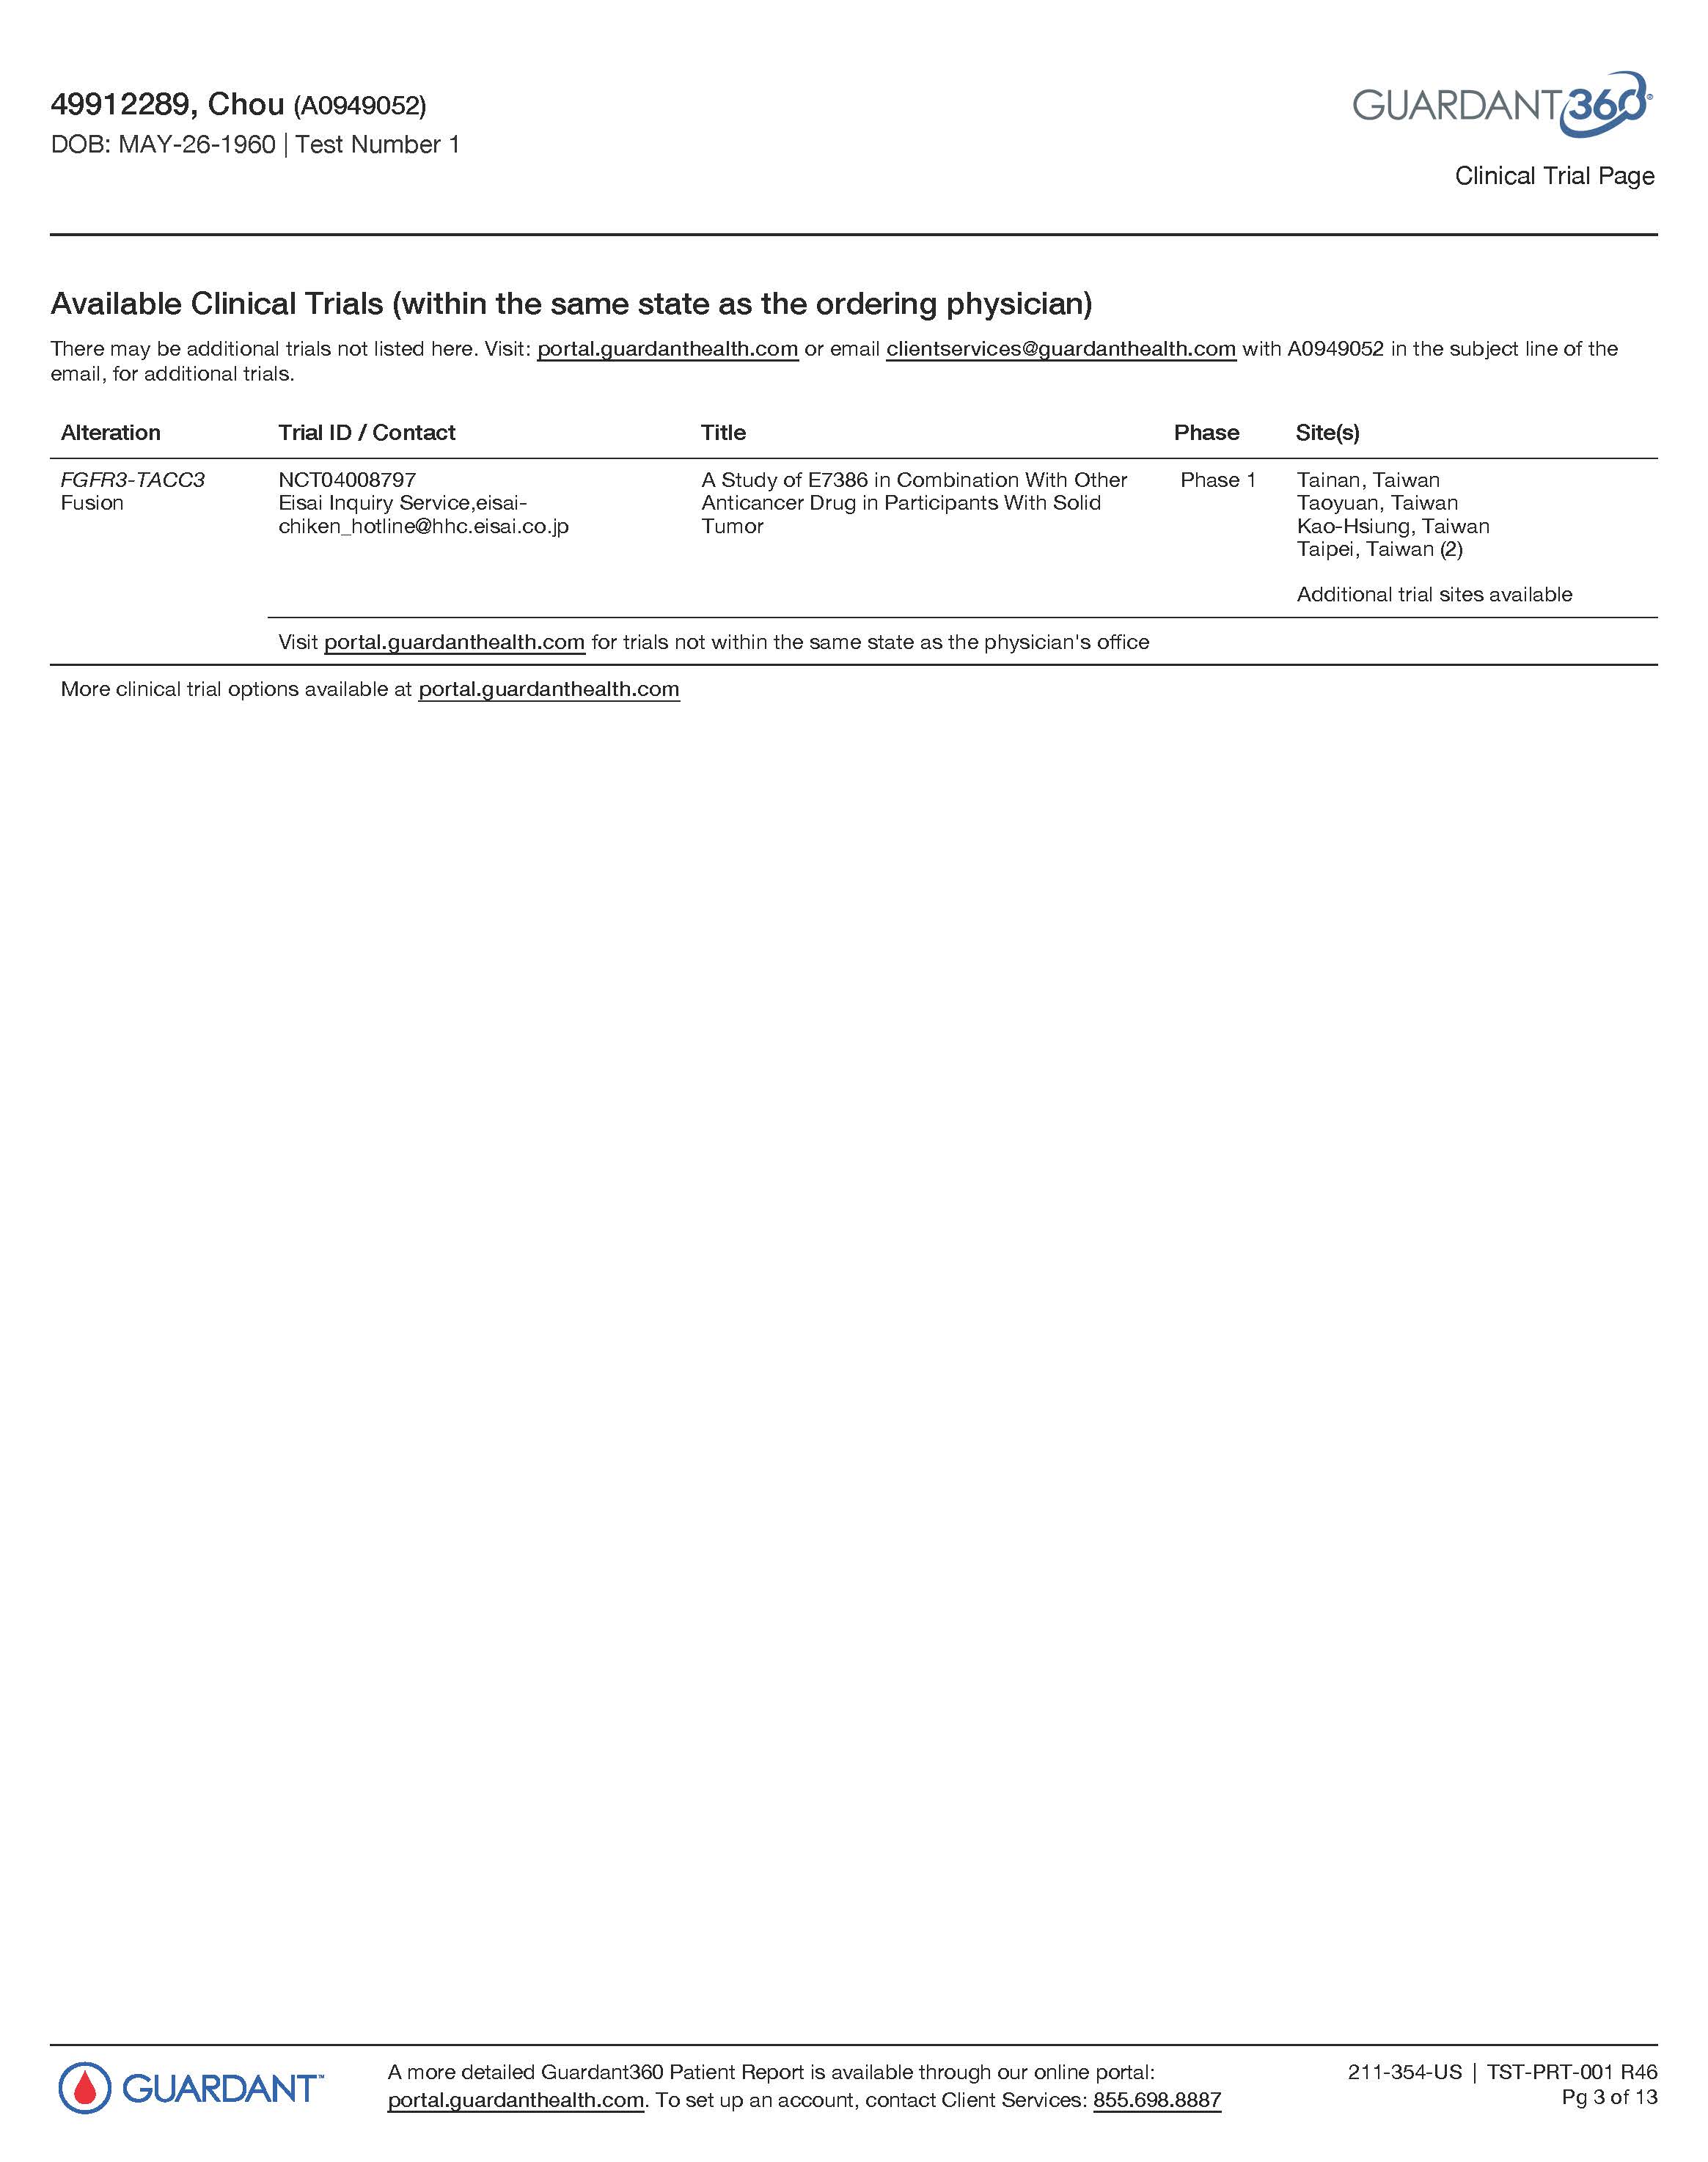 49912289, Chou (A0949052)
DOB: MAY-26-1960 | Test Number 1
GUARDANT360®
Clinical Trial Page
Available Clinical Trials (within the same state as the ordering physician)
There may be additional trials not listed here. Visit: portal.guardanthealth.com or email clientservices@guardanthealth.com with A0949052 in the subject line of the
email, for additional trials.
Alteration Trial ID / Contact Title Phase Site(s)
FGFR3-TACC3 NCT04008797 A Study of E7386 in Combination With Other Phase 1 Tainan, Taiwan
Fusion Eisai Inquiry Service,eisai- Anticancer Drug in Participants With Solid Taoyuan, Taiwan
chiken_hotline@hhc.eisai.co.jp Tumor Kao-Hsiung, Taiwan
Taipei, Taiwan (2)
Additional trial sites available
Visit portal.guardanthealth.com for trials not within the same state as the physician's office
More clinical trial options available at portal.guardanthealth.com
GUARDANT™
A more detailed Guardant360 Patient Report is available through our online portal:
portal.guardanthealth.com. To set up an account, contact Client Services: 855.698.8887
211-354-US | TST-PRT-001 R46
Pg 3 of 13